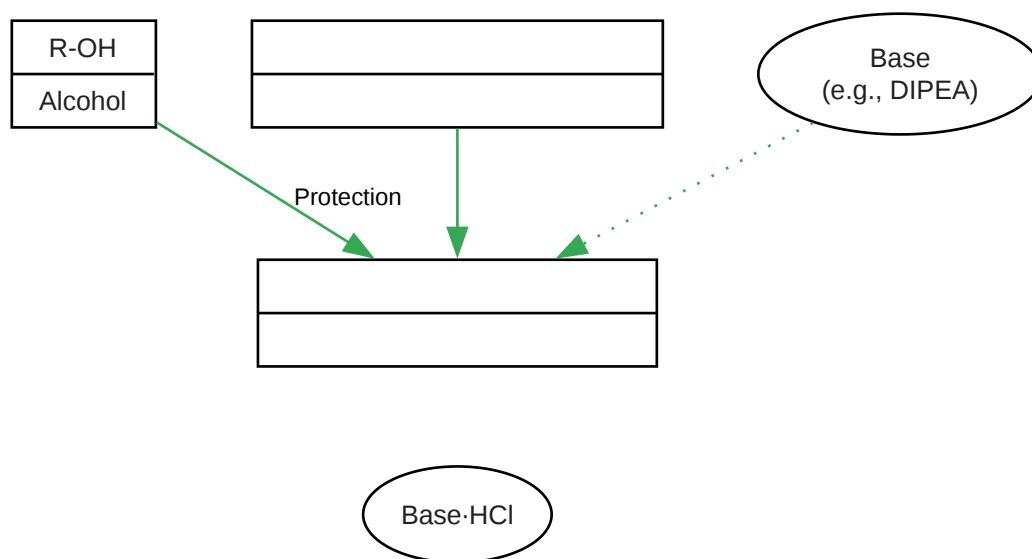 R-OH
Alcohol
Base
(e.g., DIPEA)
Protection
Base·HCl